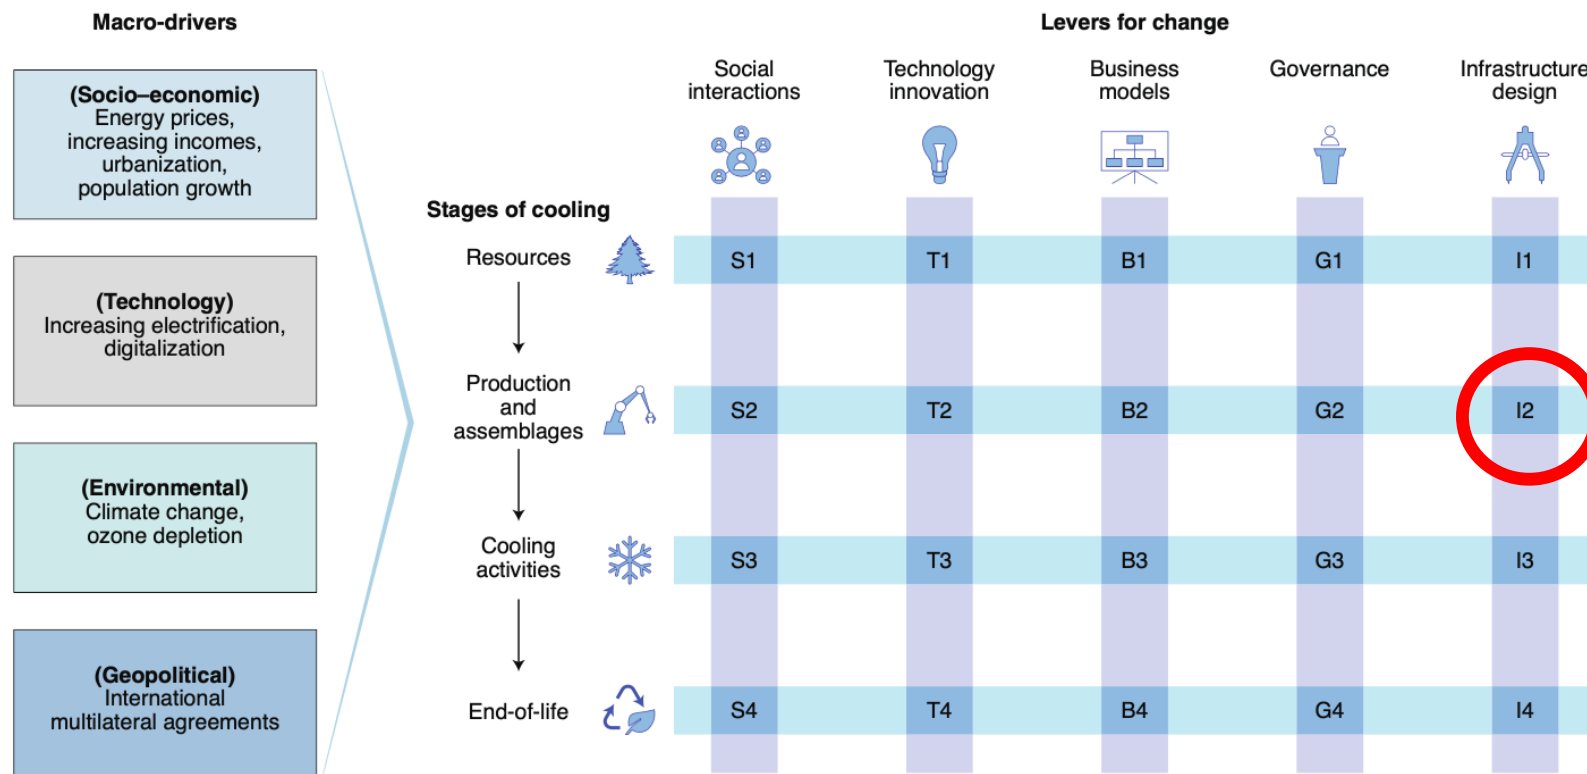 Macro-drivers
(Socio–economic)
Energy prices,
increasing incomes,
urbanization,
population growth
(Technology)
Increasing electrification,
digitalization
(Environmental)
Climate change,
ozone depletion
(Geopolitical)
International
multilateral agreements
Levers for change
Social
interactions
Technology
innovation
Business
models
Governance
Infrastructure
design
Stages of cooling
Resources
S1 T1 B1 G1 I1
Production
and
assemblages
S2 T2 B2 G2 I2
Cooling
activities
S3 T3 B3 G3 I3
End-of-life
S4 T4 B4 G4 I4